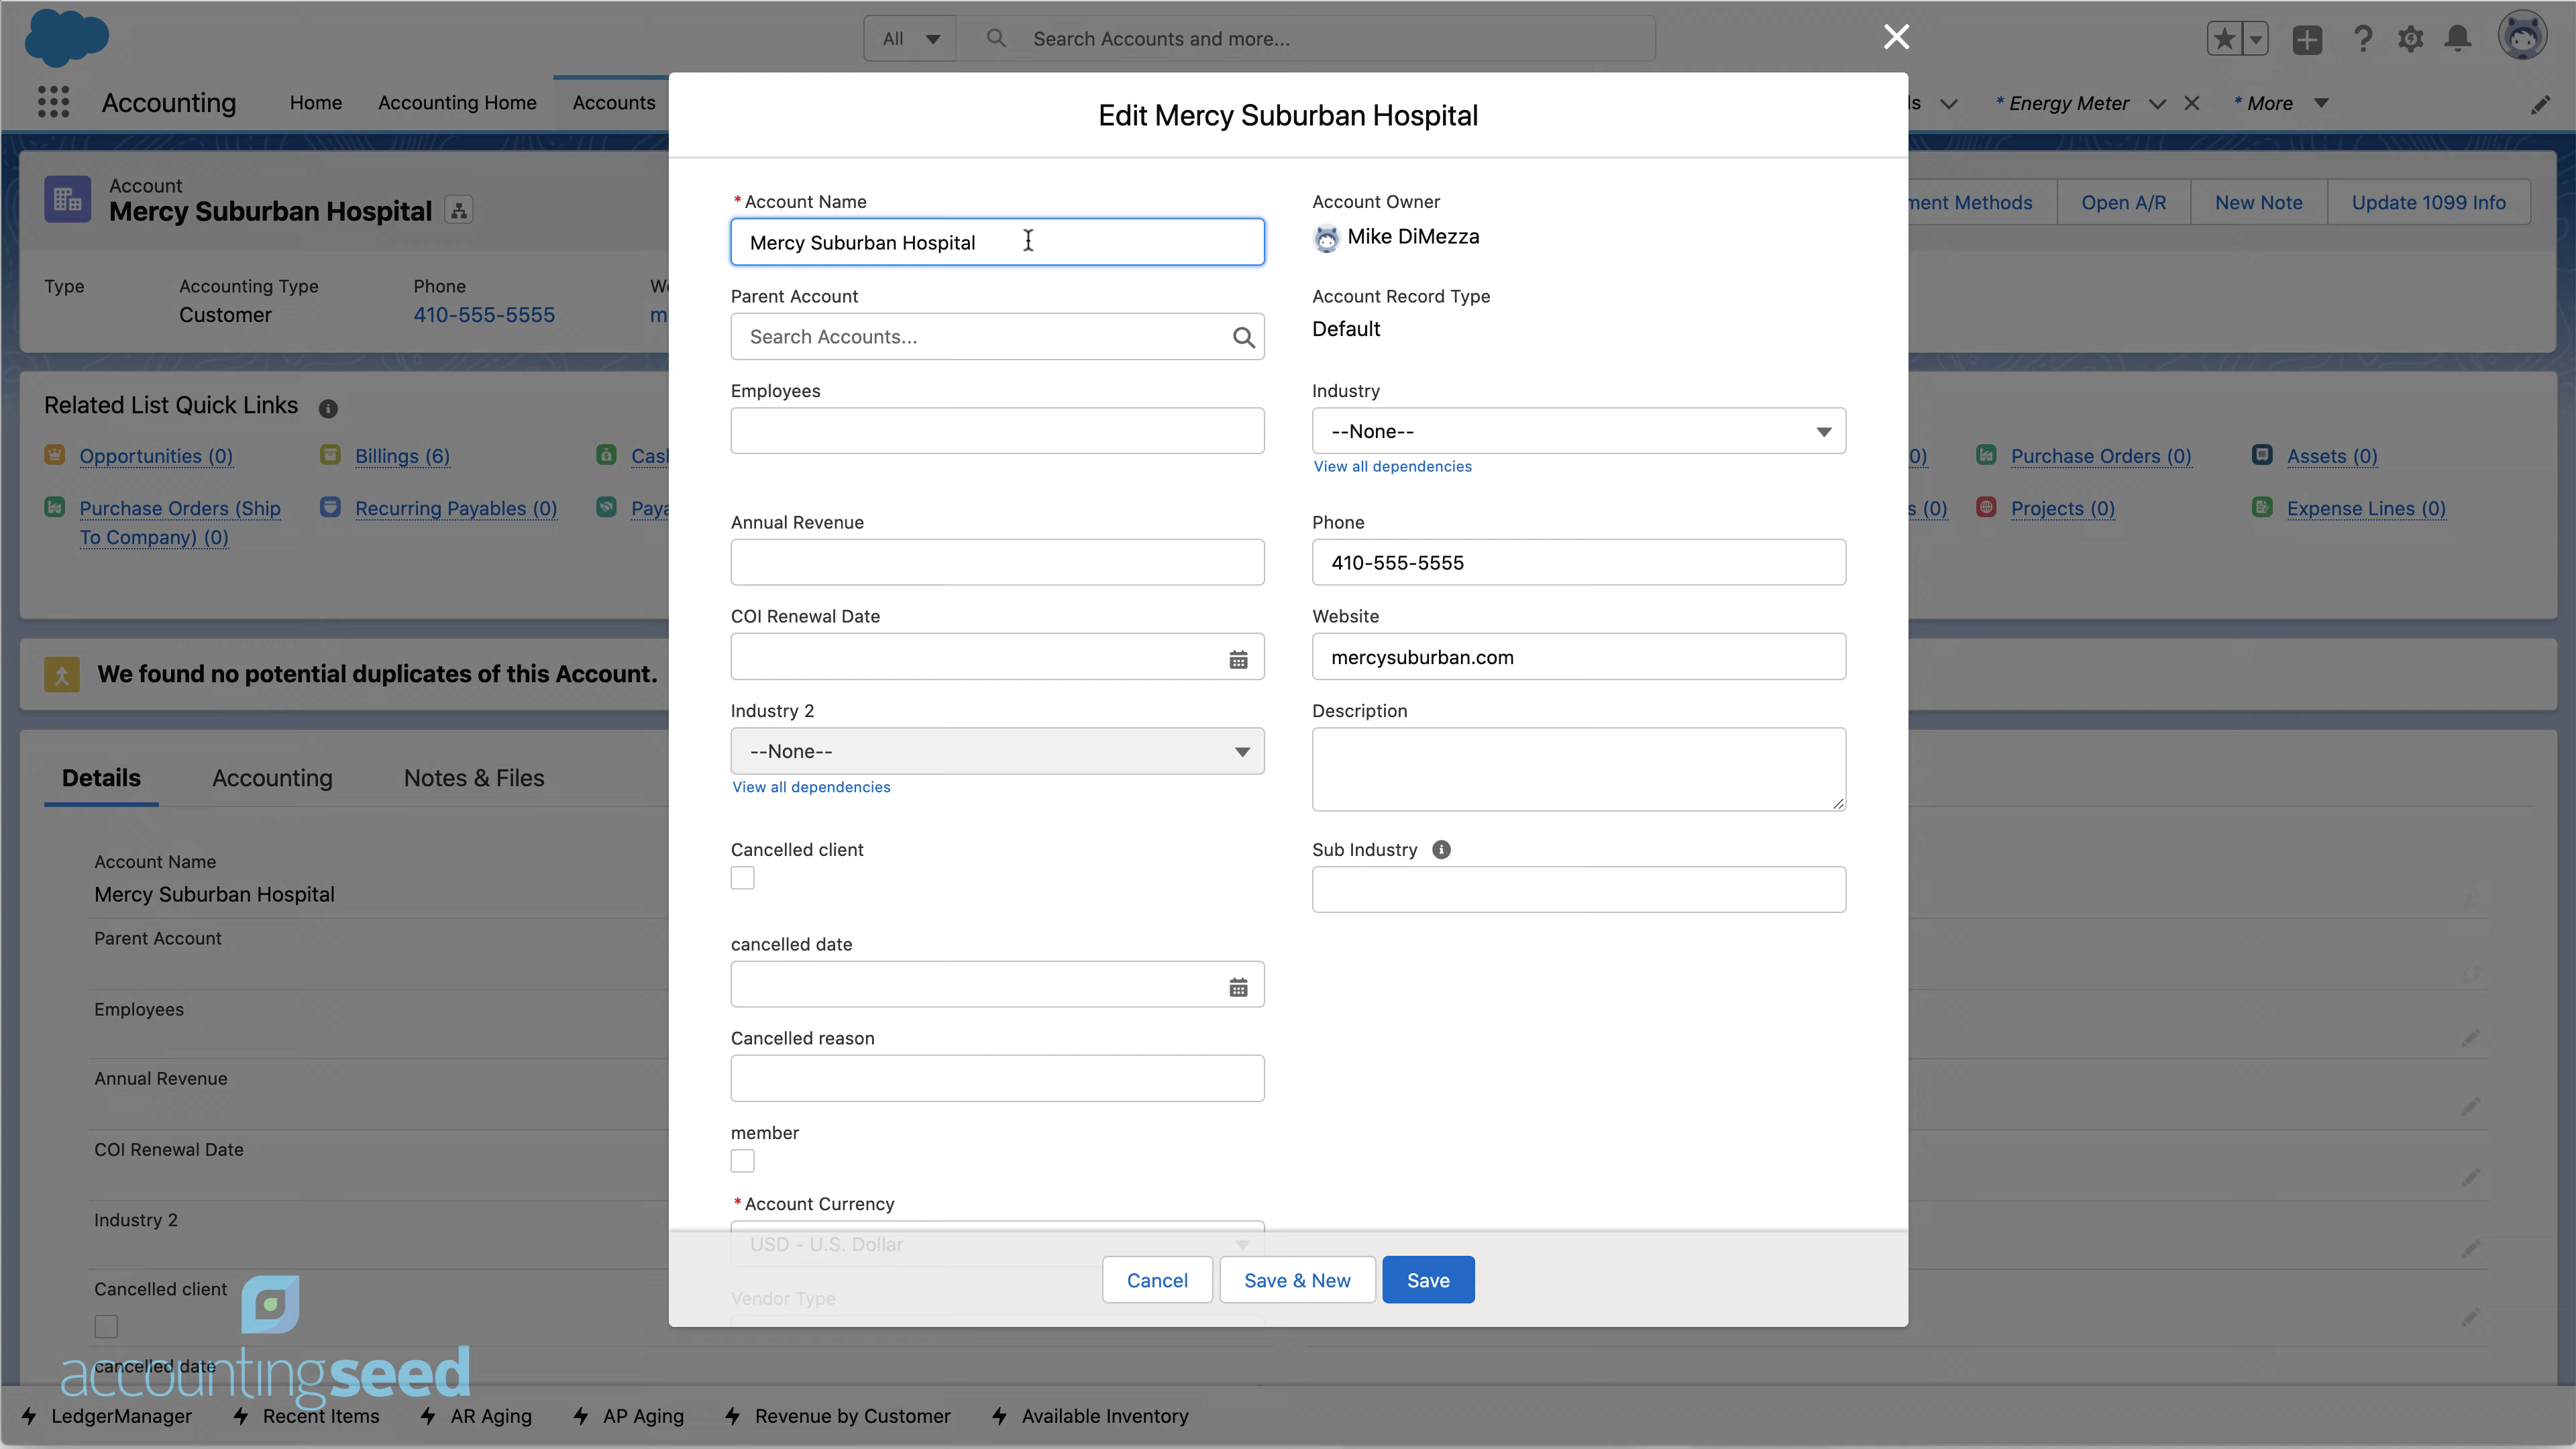 All
Search Accounts and more...
Accounting
Home
Accounting Home
Accounts
* Energy Meter
* More
Account
Mercy Suburban Hospital
ment Methods
Open A/R
New Note
Update 1099 Info
Type
Accounting Type
Phone
Customer
410-555-5555
Related List Quick Links
Opportunities (0)
Billings (6)
Purchase Orders (0)
Assets (0)
Purchase Orders (Ship
To Company) (0)
Recurring Payables (0)
Projects (0)
Expense Lines (0)
We found no potential duplicates of this Account.
Details
Accounting
Notes & Files
Account Name
Mercy Suburban Hospital
Parent Account
Employees
Annual Revenue
COI Renewal Date
Industry 2
Cancelled client
cancelled date
accountingseed
Edit Mercy Suburban Hospital
*Account Name
Mercy Suburban Hospital
Account Owner
Mike DiMezza
Parent Account
Search Accounts...
Account Record Type
Default
Employees
Industry
--None--
View all dependencies
Annual Revenue
Phone
410-555-5555
COI Renewal Date
Website
mercysuburban.com
Industry 2
--None--
View all dependencies
Description
Cancelled client
Sub Industry
cancelled date
Cancelled reason
member
*Account Currency
USD - U.S. Dollar
Vendor Type
Cancel
Save & New
Save
LedgerManager
Recent Items
AR Aging
AP Aging
Revenue by Customer
Available Inventory